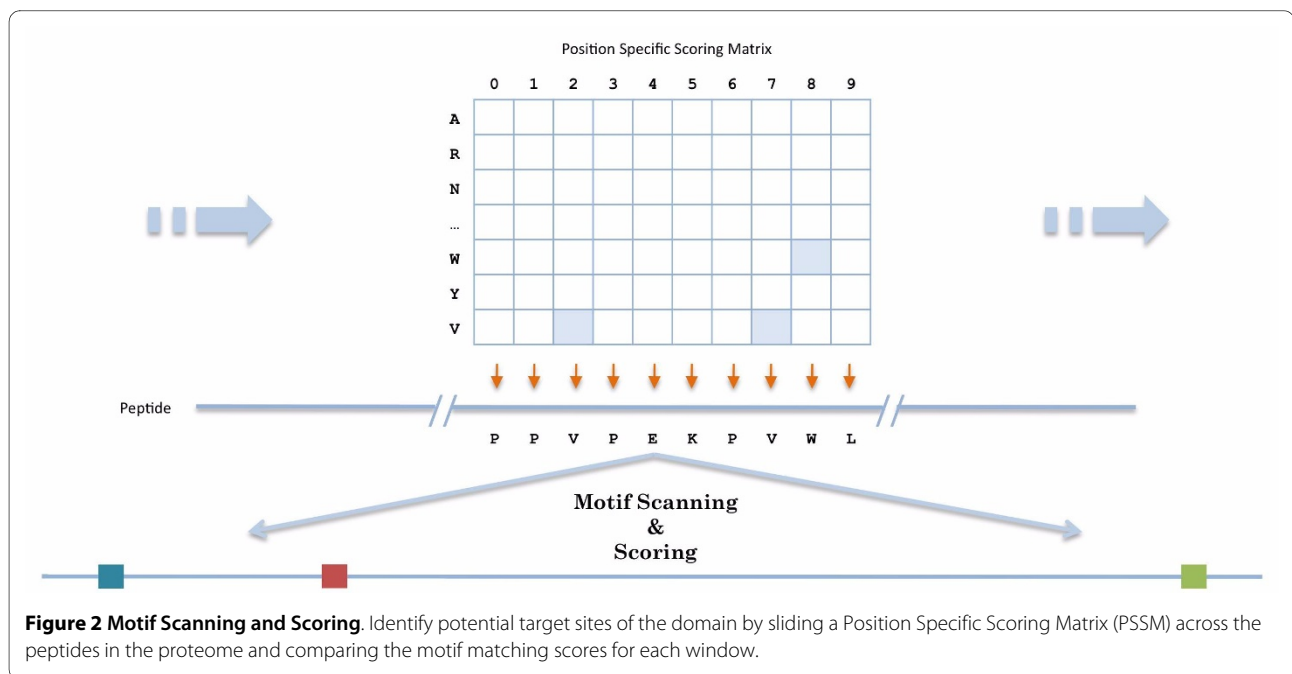 Position Specific Scoring Matrix
0 1 2 3 4 5 6 7 8 9
A
R
N
...
W
Y
V
Peptide
P P V P E K P V W L
Motif Scanning
&
Scoring
Figure 2 Motif Scanning and Scoring. Identify potential target sites of the domain by sliding a Position Specific Scoring Matrix (PSSM) across the
peptides in the proteome and comparing the motif matching scores for each window.